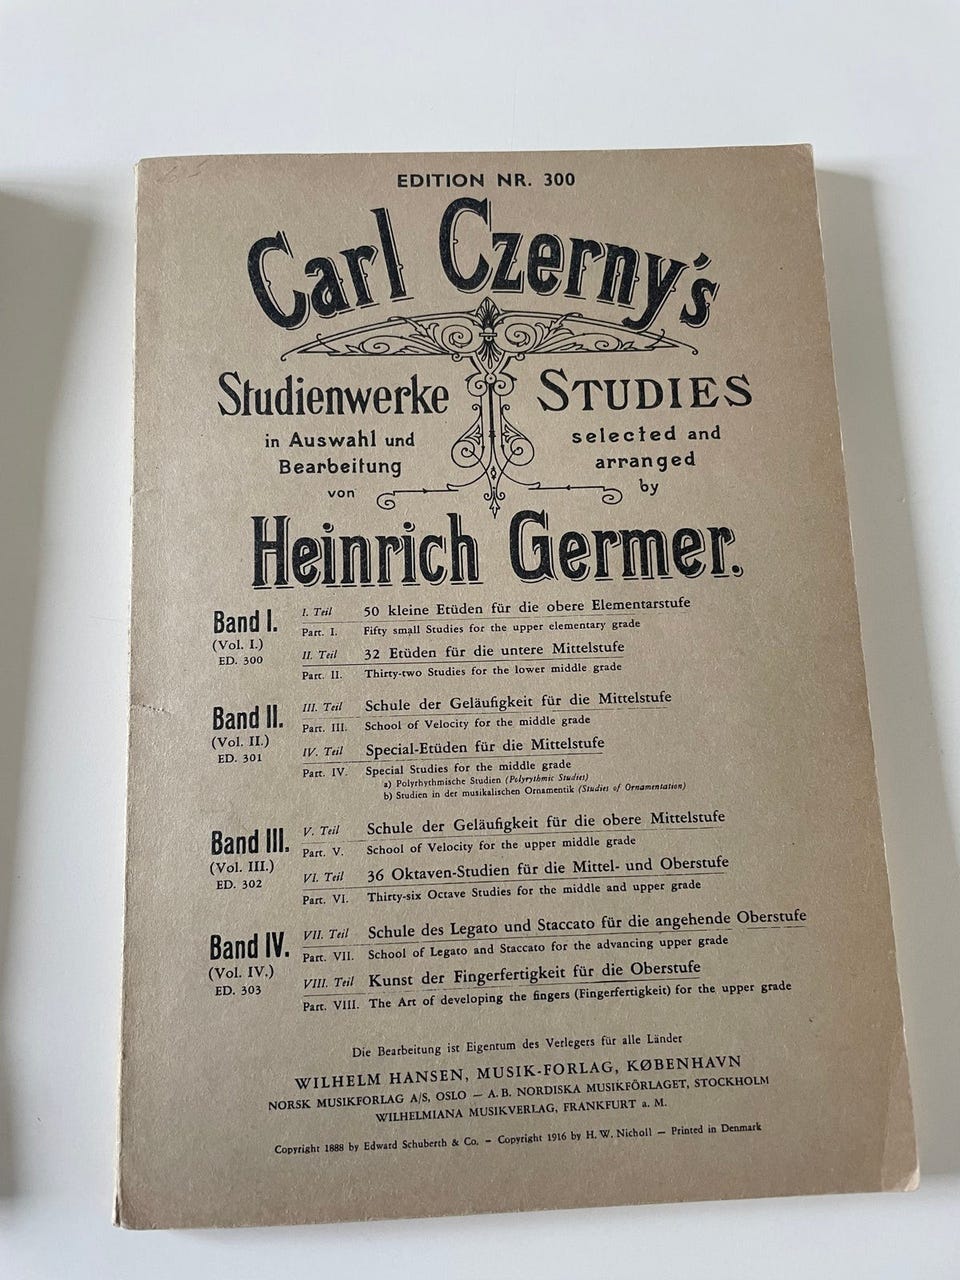 EDITION NR. 300
Carl Czerny's
Studienwerke
in Auswahl und
Bearbeitung
von
STUDIES
selected and
arranged
by
Heinrich Germer.
Band I.
(Vol. I.)
ED. 300
I. Teil 50 kleine Etüden für die obere Elementarstufe
Part. I. Fifty small Studies for the upper elementary grade
II. Teil 32 Etüden für die untere Mittelstufe
Part. II. Thirty-two Studies for the lower middle grade
Band II.
(Vol. II.)
ED. 301
III. Teil Schule der Geläufigkeit für die Mittelstufe
Part. III. School of Velocity for the middle grade
IV. Teil Special-Etüden für die Mittelstufe
Part. IV. Special Studies for the middle grade
a) Polyrhythmische Studien (Polyrythmic Studies)
b) Studien in der musikalischen Ornamentik (Studies of Ornamentation)
Band III.
(Vol. III.)
ED. 302
V. Teil Schule der Geläufigkeit für die obere Mittelstufe
Part. V. School of Velocity for the upper middle grade
VI. Teil 36 Oktaven-Studien für die Mittel- und Oberstufe
Part. VI. Thirty-six Octave Studies for the middle and upper grade
Band IV.
(Vol. IV.)
ED. 303
VII. Teil Schule des Legato und Staccato für die angehende Oberstufe
Part. VII. School of Legato and Staccato for the advancing upper grade
VIII. Teil Kunst der Fingerfertigkeit für die Oberstufe
Part. VIII. The Art of developing the fingers (Fingerfertigkeit) for the upper grade
Die Bearbeitung ist Eigentum des Verlegers für alle Länder
WILHELM HANSEN, MUSIK-FORLAG, KØBENHAVN
NORSK MUSIKFORLAG A/S, OSLO — A. B. NORDISKA MUSIKFÖRLAGET, STOCKHOLM
WILHELMIANA MUSIKVERLAG, FRANKFURT a. M.
Copyright 1888 by Edward Schuberth & Co. — Copyright 1916 by H. W. Nicholl — Printed in Denmark